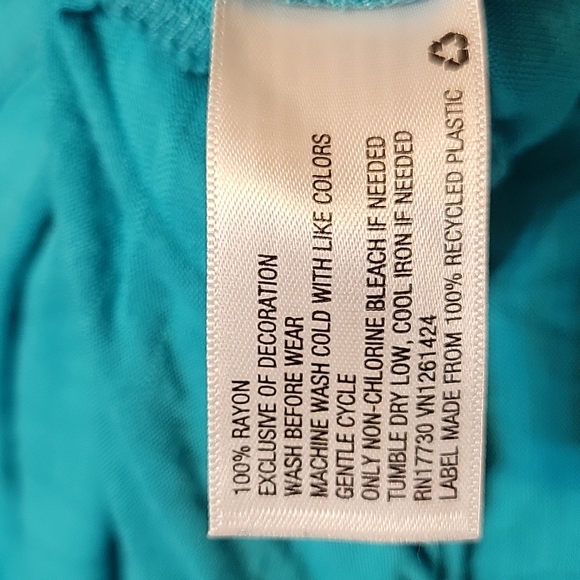 100% RAYON
EXCLUSIVE OF DECORATION
WASH BEFORE WEAR
MACHINE WASH COLD WITH LIKE COLORS
GENTLE CYCLE
ONLY NON-CHLORINE BLEACH IF NEEDED
TUMBLE DRY LOW, COOL IRON IF NEEDED
RN17730 VN1261424
LABEL MADE FROM 100% RECYCLED PLASTIC